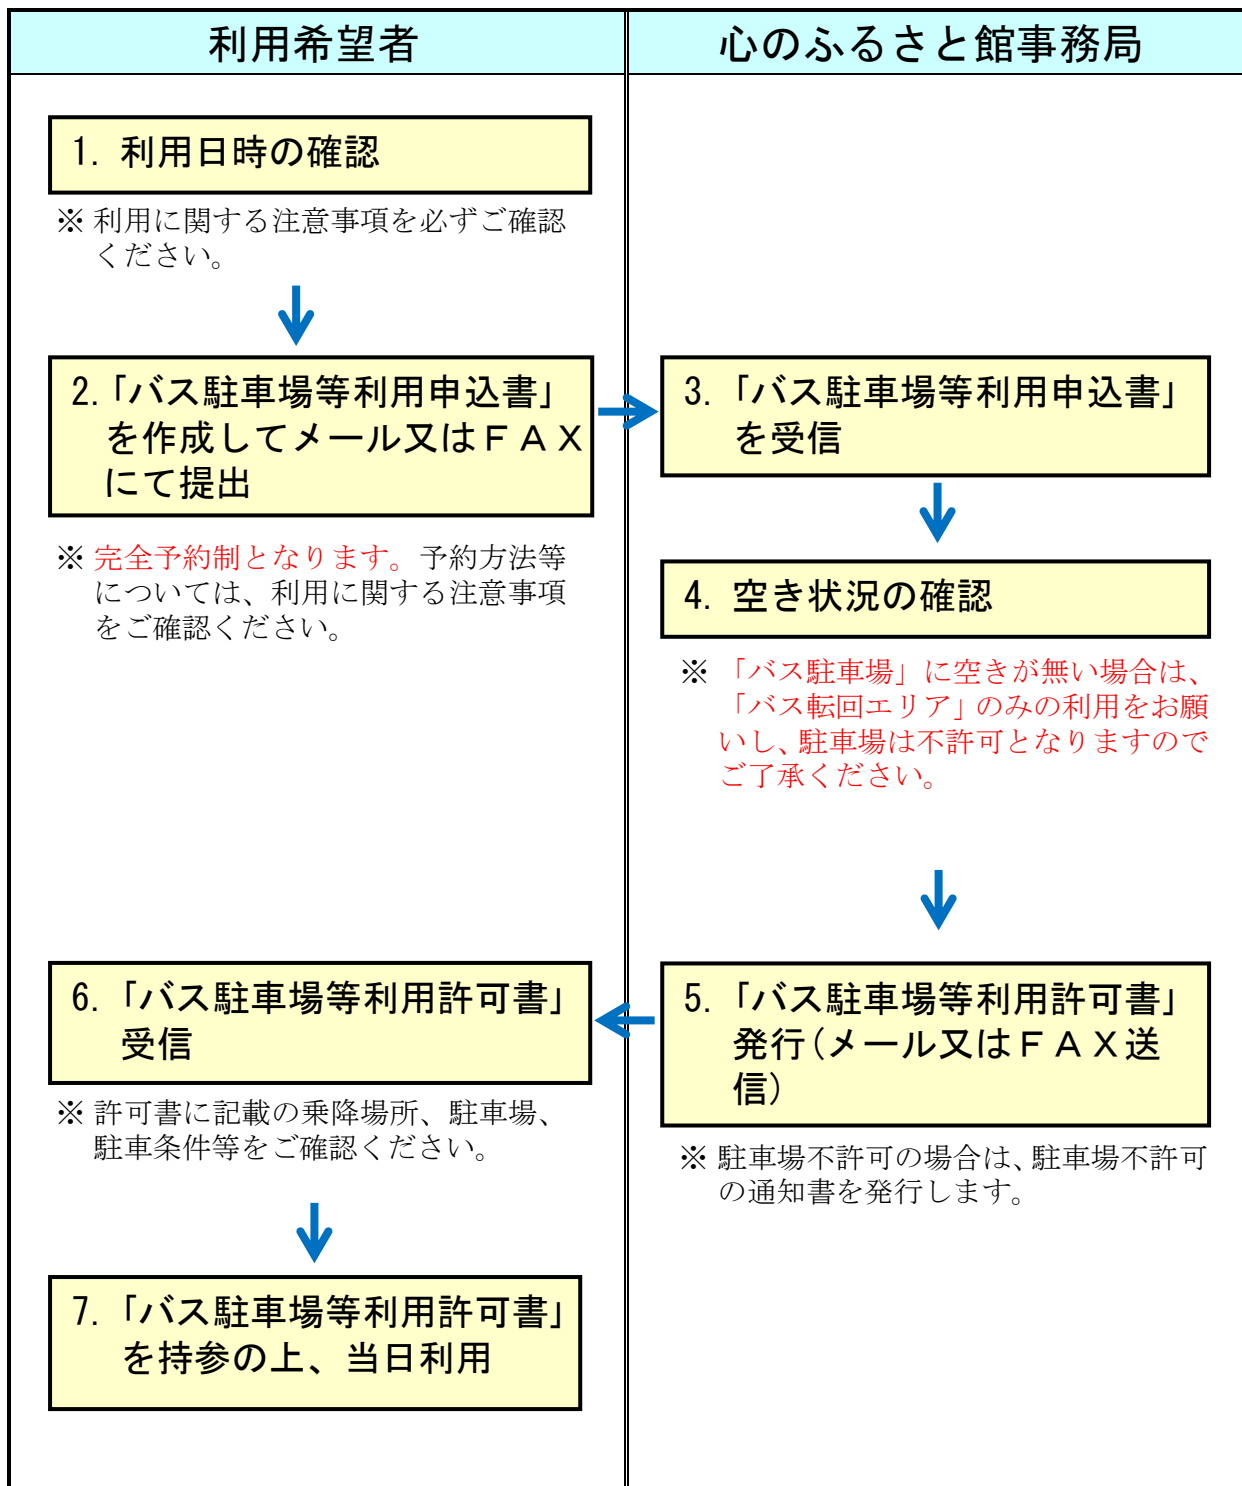 利用希望者
心のふるさと館事務局
1. 利用日時の確認
※ 利用に関する注意事項を必ずご確認
ください。
2.「バス駐車場等利用申込書」
を作成してメール又はＦＡＸ
にて提出
※ 完全予約制となります。予約方法等
については、利用に関する注意事項
をご確認ください。
3.「バス駐車場等利用申込書」
を受信
4. 空き状況の確認
※ 「バス駐車場」に空きが無い場合は、
「バス転回エリア」のみの利用をお願
いし、駐車場は不許可となりますので
ご了承ください。
5.「バス駐車場等利用許可書」
発行(メール又はＦＡＸ送
信)
※ 駐車場不許可の場合は、駐車場不許可
の通知書を発行します。
6.「バス駐車場等利用許可書」
受信
※ 許可書に記載の乗降場所、駐車場、
駐車条件等をご確認ください。
7.「バス駐車場等利用許可書」
を持参の上、当日利用